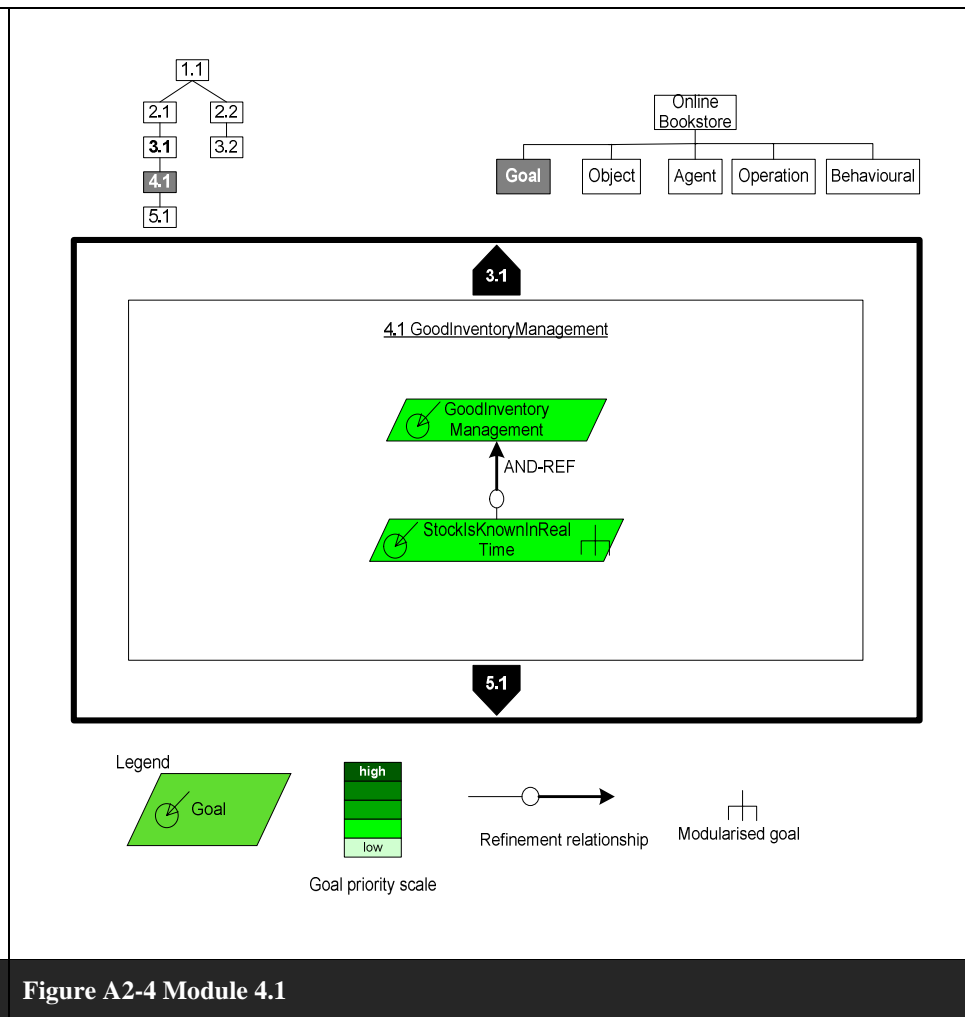 1.1
2.1
2.2
3.1
3.2
4.1
5.1
Online
Bookstore
Goal
Object
Agent
Operation
Behavioural
3.1
4.1 GoodInventoryManagement
GoodInventory
Management
AND-REF
StockIsKnownInReal
Time
5.1
Legend
Goal
high
low
Goal priority scale
Refinement relationship
Modularised goal
Figure A2-4 Module 4.1